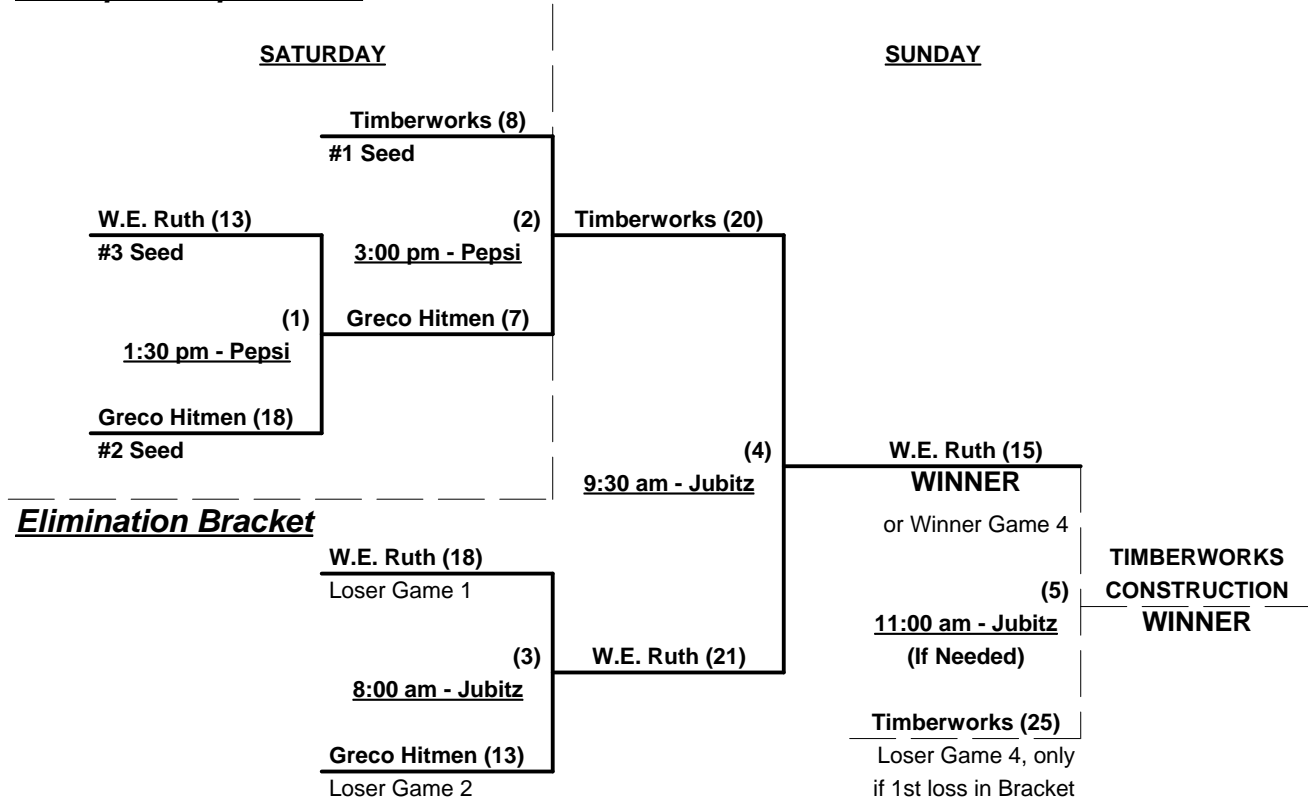 SATURDAY
SUNDAY
Timberworks (8)
#1 Seed
W.E. Ruth (13)
#3 Seed
(2)
3:00 pm - Pepsi
Timberworks (20)
(1)
1:30 pm - Pepsi
Greco Hitmen (7)
Greco Hitmen (18)
#2 Seed
(4)
9:30 am - Jubitz
W.E. Ruth (15)
WINNER
or Winner Game 4
Elimination Bracket
W.E. Ruth (18)
Loser Game 1
(3)
8:00 am - Jubitz
W.E. Ruth (21)
Greco Hitmen (13)
Loser Game 2
(5)
11:00 am - Jubitz
(If Needed)
TIMBERWORKS
CONSTRUCTION
WINNER
Timberworks (25)
Loser Game 4, only
if 1st loss in Bracket